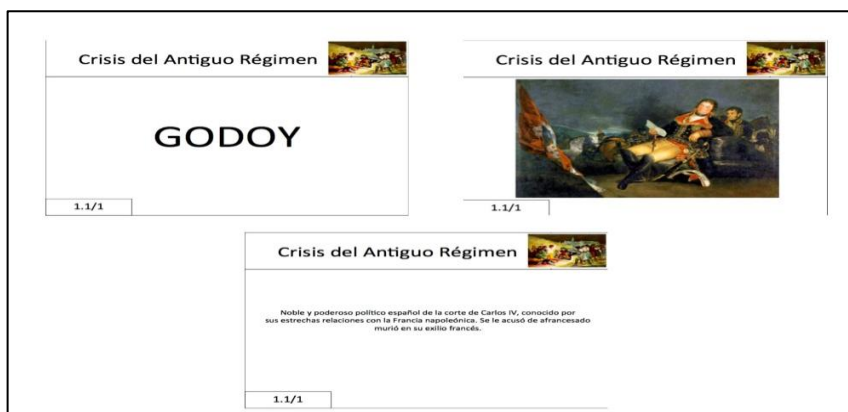 Crisis del Antiguo Régimen
GODOY
1.1/1
Crisis del Antiguo Régimen
1.1/1
Crisis del Antiguo Régimen
Noble y poderoso político español de la corte de Carlos IV, conocido por
sus estrechas relaciones con la Francia napoleónica. Se le acusó de afrancesado
murió en su exilio francés.
1.1/1